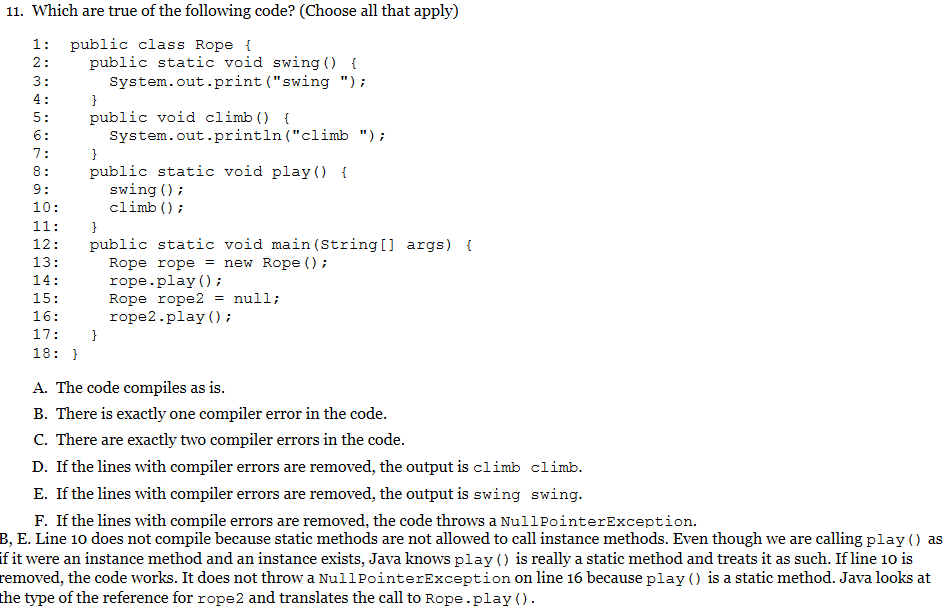 11. Which are true of the following code? (Choose all that apply)
1: public class Rope {
2: public static void swing() {
3: System.out.print("swing ");
4: }
5: public void climb() {
6: System.out.println("climb ");
7: }
8: public static void play() {
9: swing();
10: climb();
11: }
12: public static void main(String[] args) {
13: Rope rope = new Rope();
14: rope.play();
15: Rope rope2 = null;
16: rope2.play();
17: }
18: }
A. The code compiles as is.
B. There is exactly one compiler error in the code.
C. There are exactly two compiler errors in the code.
D. If the lines with compiler errors are removed, the output is climb climb.
E. If the lines with compiler errors are removed, the output is swing swing.
F. If the lines with compile errors are removed, the code throws a NullPointerException.
B, E. Line 10 does not compile because static methods are not allowed to call instance methods. Even though we are calling play() as
if it were an instance method and an instance exists, Java knows play() is really a static method and treats it as such. If line 10 is
removed, the code works. It does not throw a NullPointerException on line 16 because play() is a static method. Java looks at
the type of the reference for rope2 and translates the call to Rope.play().